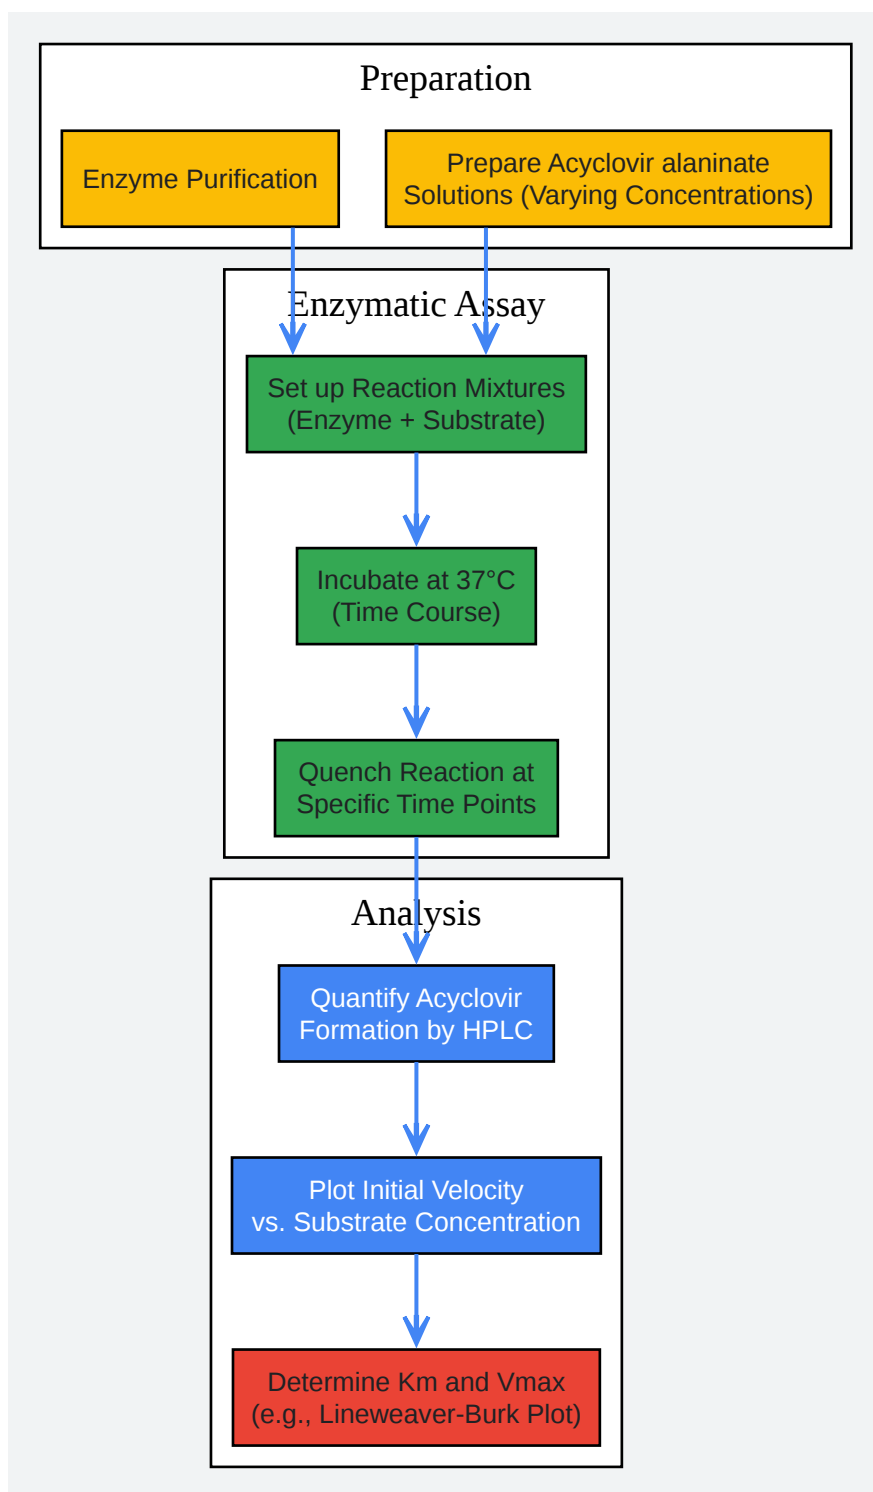 Preparation
Enzyme Purification
Prepare Acyclovir alaninate
Solutions (Varying Concentrations)
Enzymatic Assay
Set up Reaction Mixtures
(Enzyme + Substrate)
Incubate at 37°C
(Time Course)
Quench Reaction at
Specific Time Points
Analysis
Quantify Acyclovir
Formation by HPLC
Plot Initial Velocity
vs. Substrate Concentration
Determine Km and Vmax
(e.g., Lineweaver-Burk Plot)